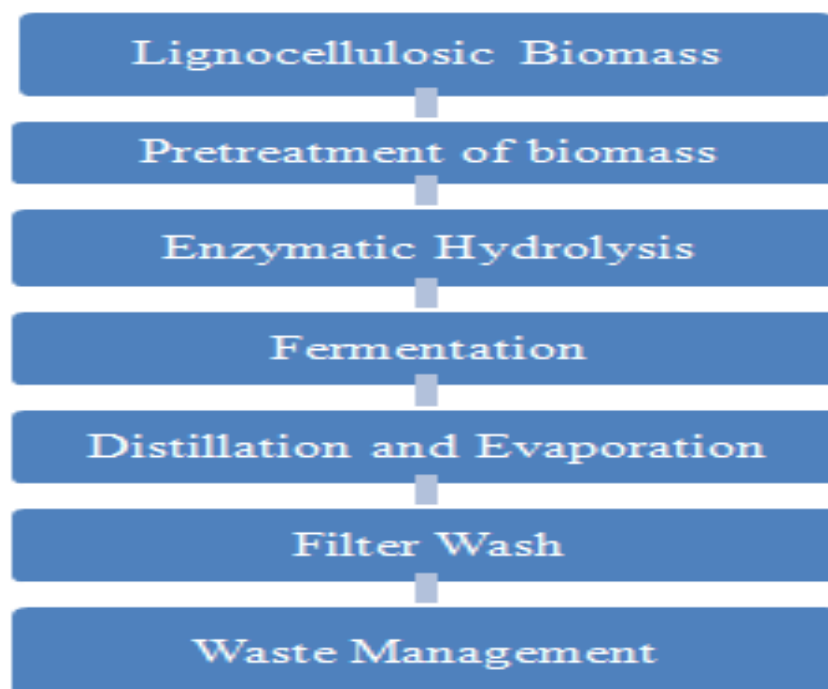 Lignocellulosic Biomass
Pretreatment of biomass
Enzymatic Hydrolysis
Fermentation
Distillation and Evaporation
Filter Wash
Waste Management